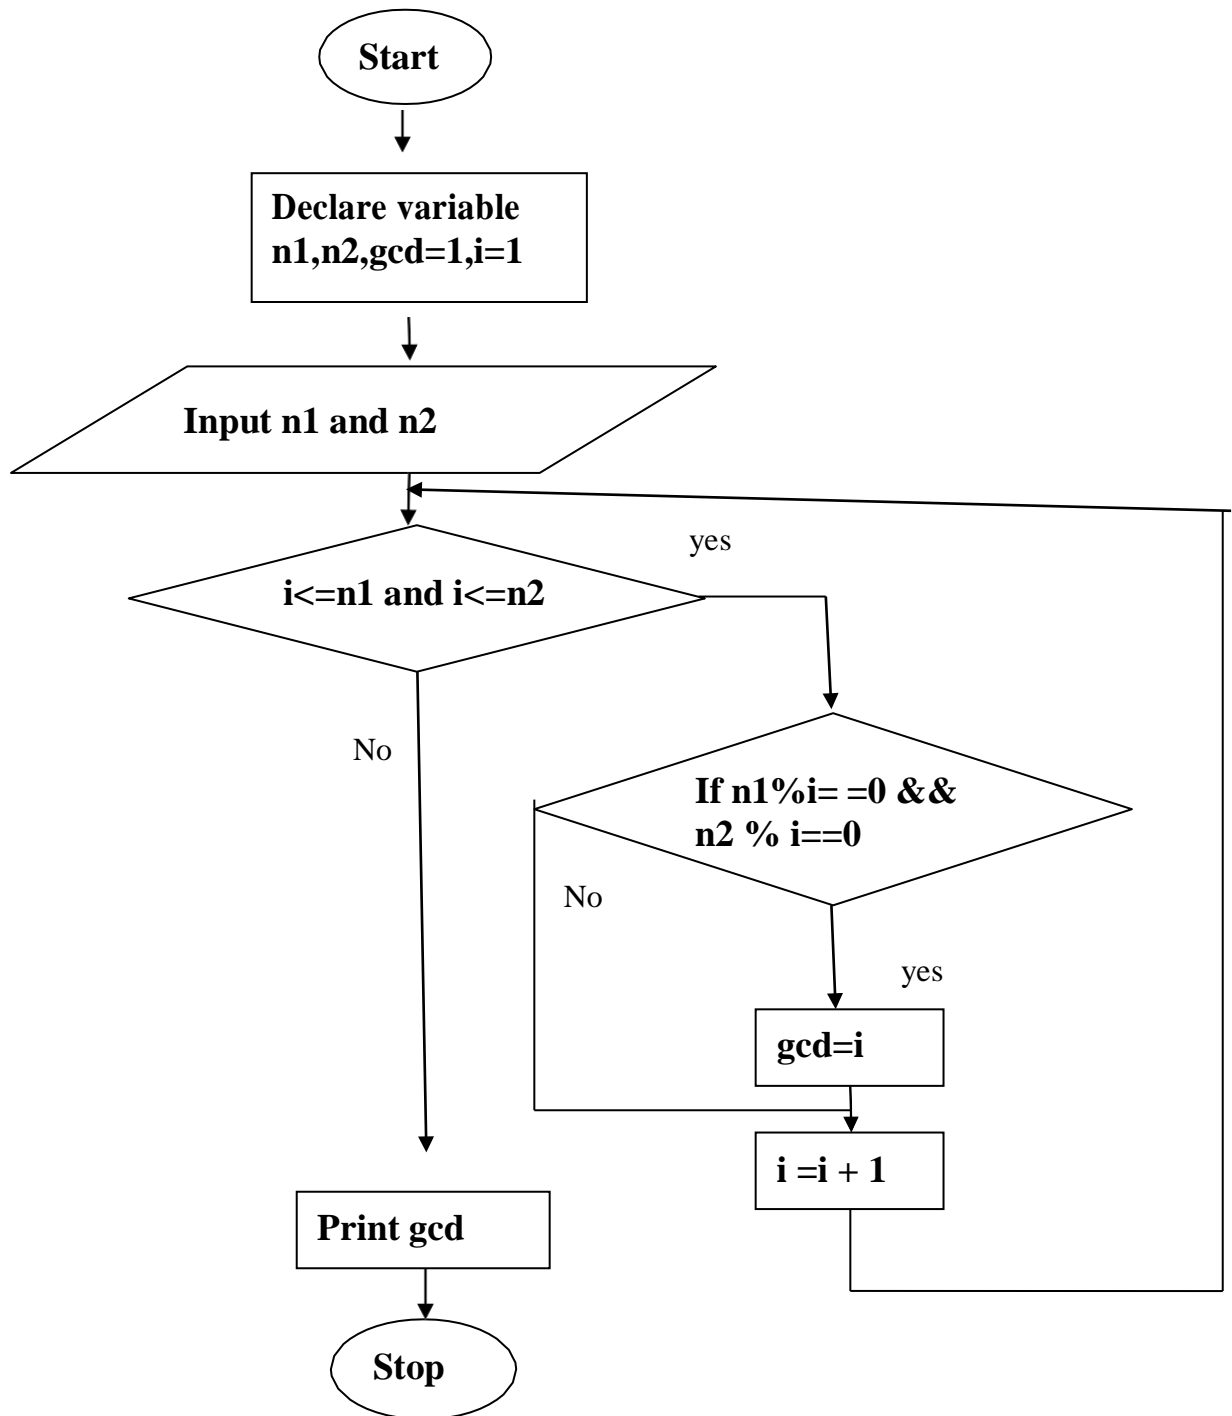 Start
Declare variable
n1,n2,gcd=1,i=1
Input n1 and n2
yes
i<=n1 and i<=n2
No
If n1%i= =0 &&
n2 % i==0
No
yes
gcd=i
i =i + 1
Print gcd
Stop